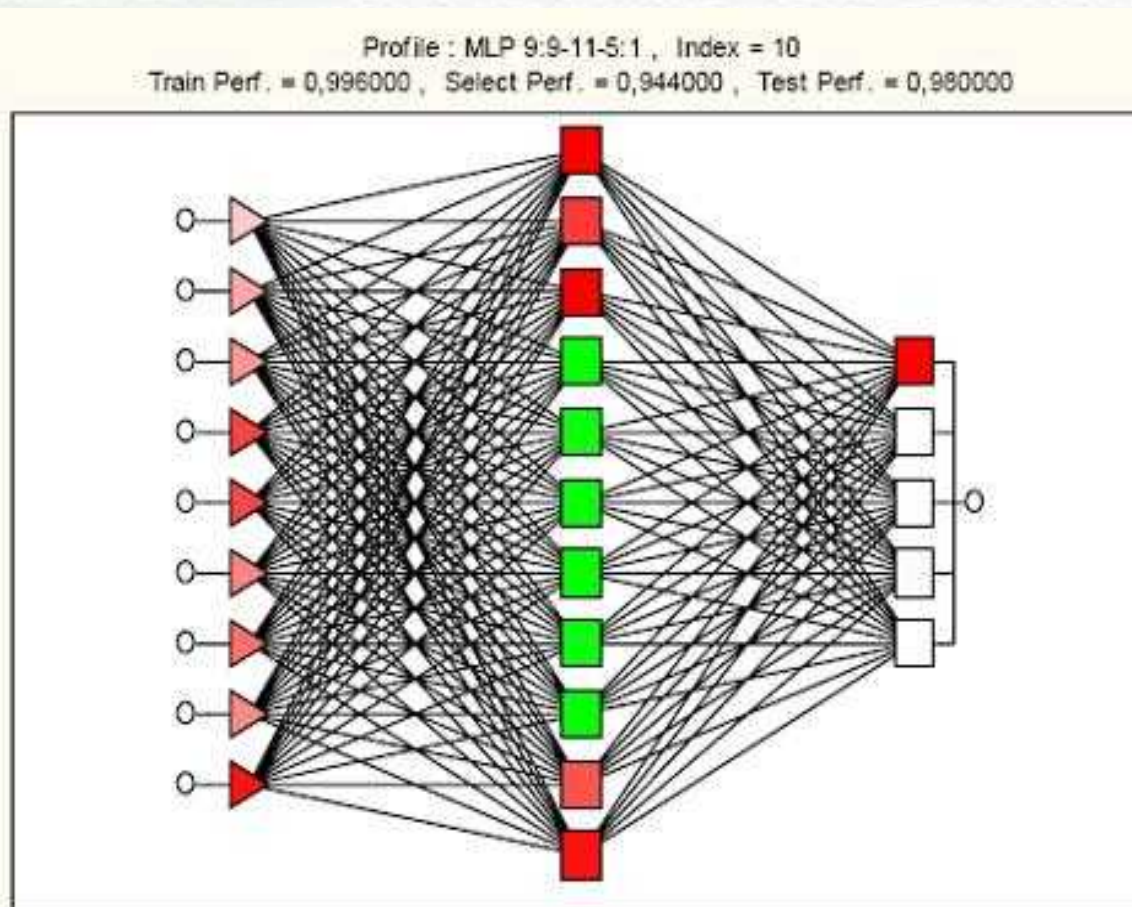 Profile : MLP 9:9-11-5:1 , Index = 10
Train Perf. = 0,996000 , Select Perf. = 0,944000 , Test Perf. = 0,980000